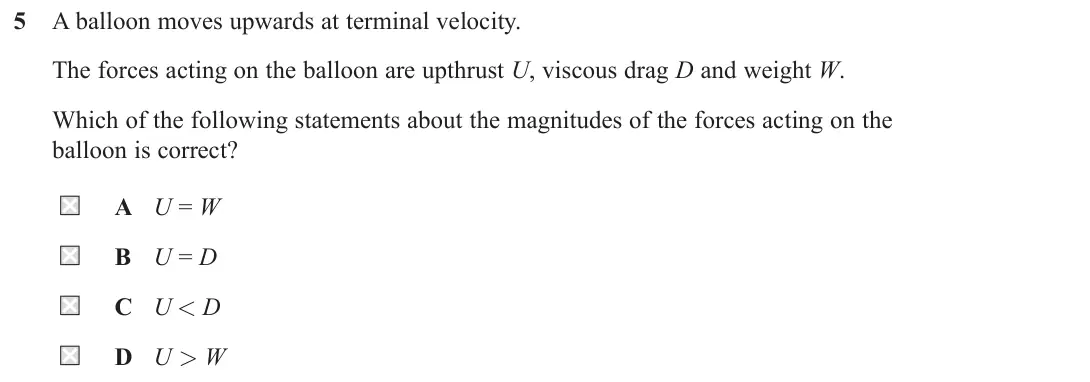 5 A balloon moves upwards at terminal velocity.
The forces acting on the balloon are upthrust U, viscous drag D and weight W.
Which of the following statements about the magnitudes of the forces acting on the
balloon is correct?
A U = W
B U = D
C U < D
D U > W